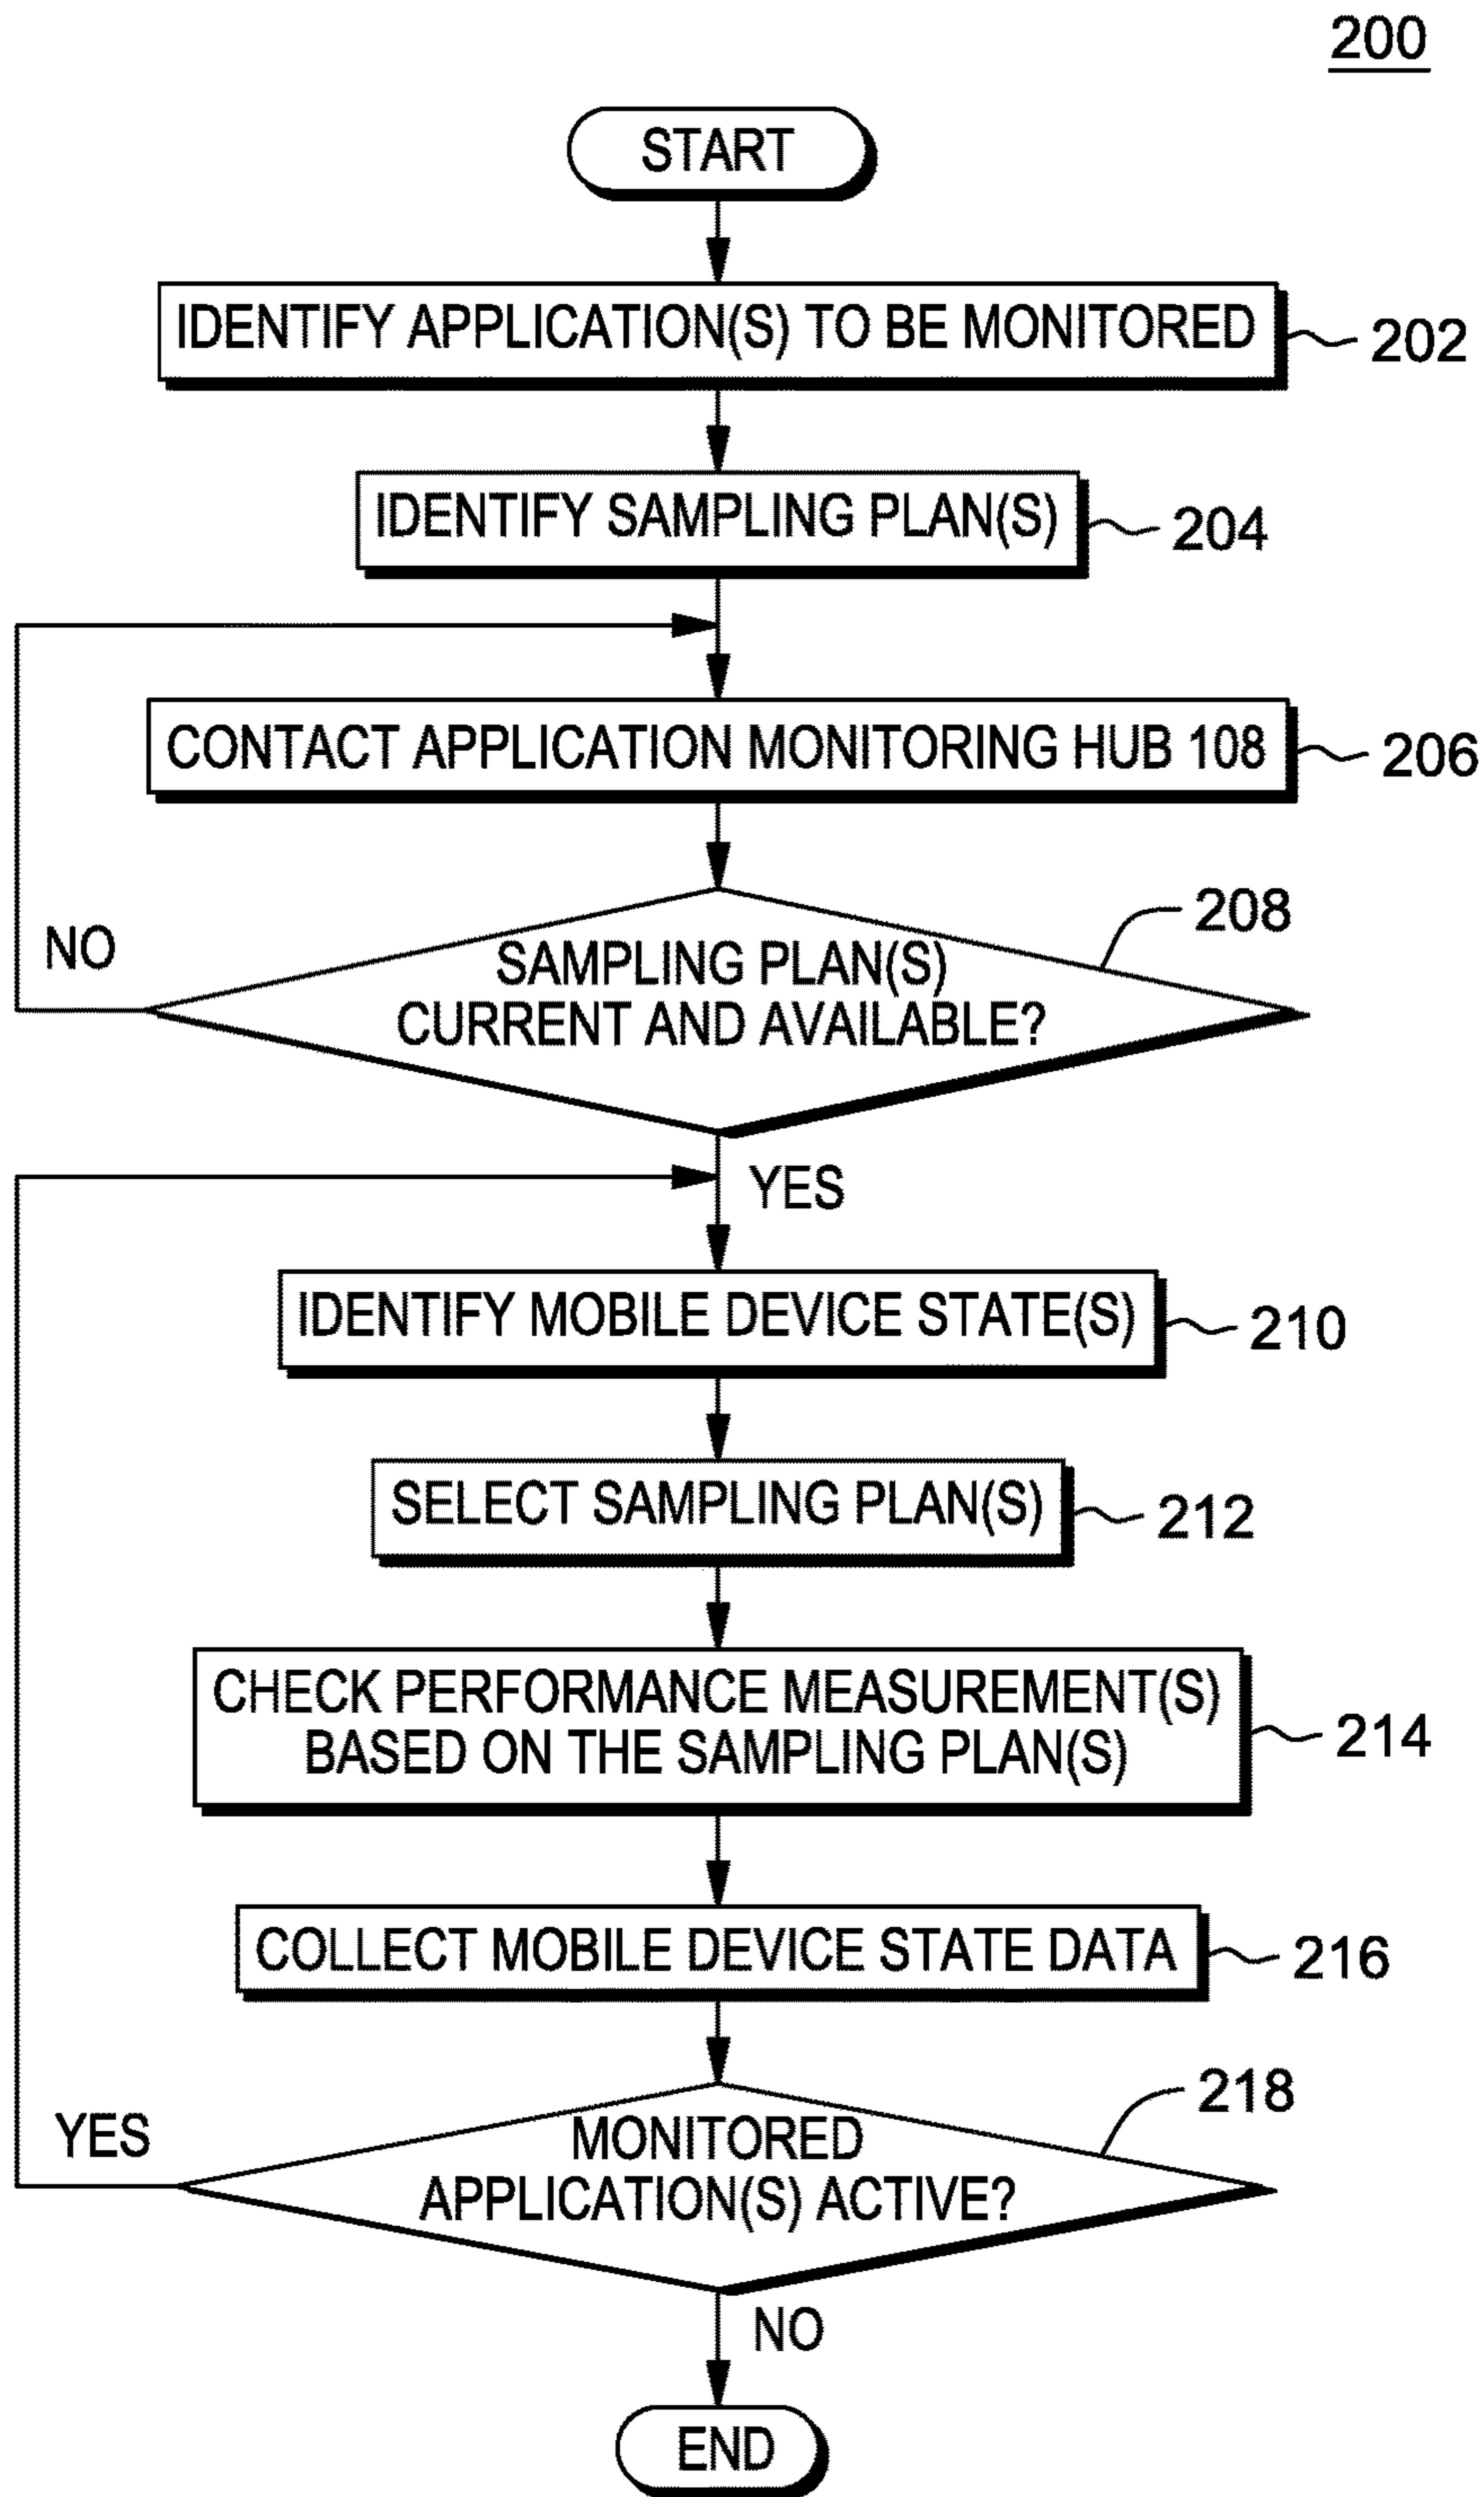 200
START
IDENTIFY APPLICATION(S) TO BE MONITORED
202
IDENTIFY SAMPLING PLAN(S)
204
CONTACT APPLICATION MONITORING HUB 108
206
208
NO
SAMPLING PLAN(S)
CURRENT AND AVAILABLE?
YES
IDENTIFY MOBILE DEVICE STATE(S)
210
SELECT SAMPLING PLAN(S)
212
CHECK PERFORMANCE MEASUREMENT(S)
BASED ON THE SAMPLING PLAN(S)
214
COLLECT MOBILE DEVICE STATE DATA
216
218
YES
MONITORED
APPLICATION(S) ACTIVE?
NO
END